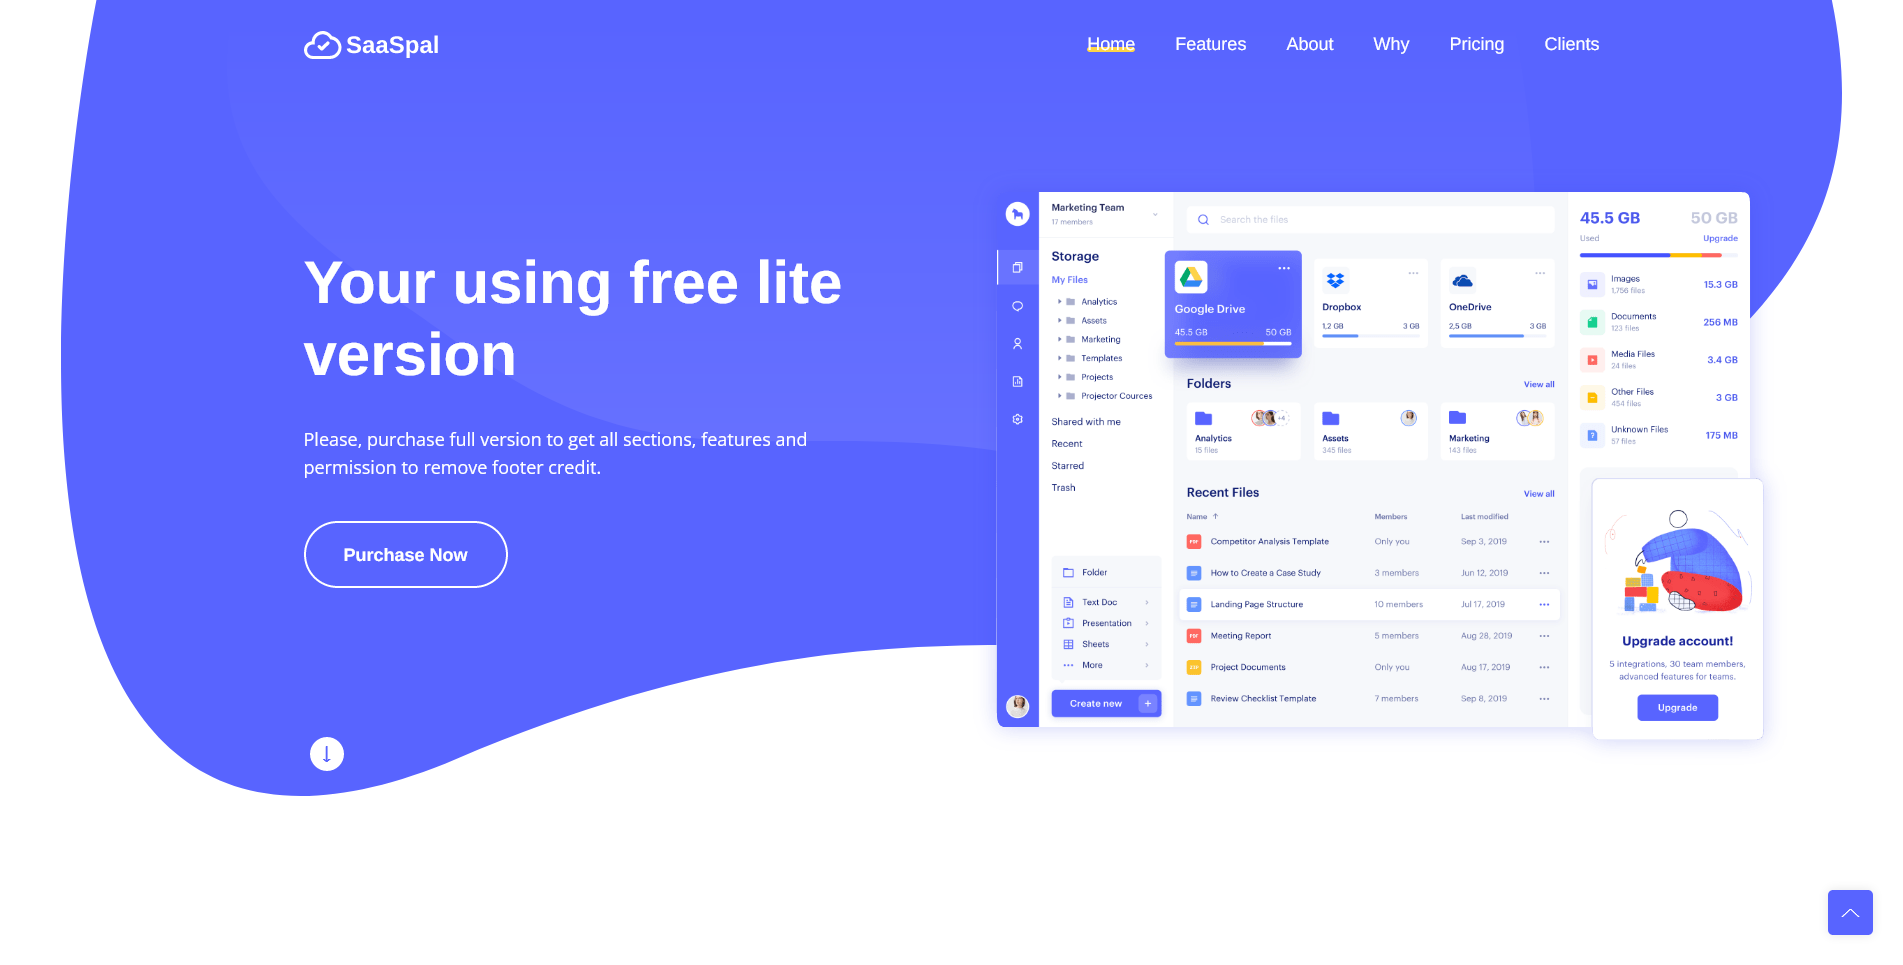 SaaSpal
Home Features About Why Pricing Clients
Your using free lite
version
Please, purchase full version to get all sections, features and
permission to remove footer credit.
Purchase Now
Marketing Team
17 members
Storage
My Files
Analytics
Assets
Marketing
Templates
Projects
Projector Cources
Shared with me
Recent
Starred
Trash
Folder
Text Doc
Presentation
Sheets
More
Create new
Search the files
Google Drive
45.5 GB 50 GB
Dropbox
1,2 GB 3 GB
OneDrive
2,5 GB 3 GB
Folders View all
Analytics
15 files
+4
Assets
345 files
Marketing
143 files
Recent Files View all
Name Members Last modified
PDF Competitor Analysis Template Only you Sep 3, 2019
How to Create a Case Study 3 members Jun 12, 2019
Landing Page Structure 10 members Jul 17, 2019
PDF Meeting Report 5 members Aug 28, 2019
Project Documents Only you Aug 17, 2019
Review Checklist Template 7 members Sep 8, 2019
45.5 GB 50 GB
Used Upgrade
Images
1,756 files
15.3 GB
Documents
123 files
256 MB
Media Files
24 files
3.4 GB
Other Files
454 files
3 GB
Unknown Files
57 files
175 MB
Upgrade account!
5 integrations, 30 team members,
advanced features for teams.
Upgrade